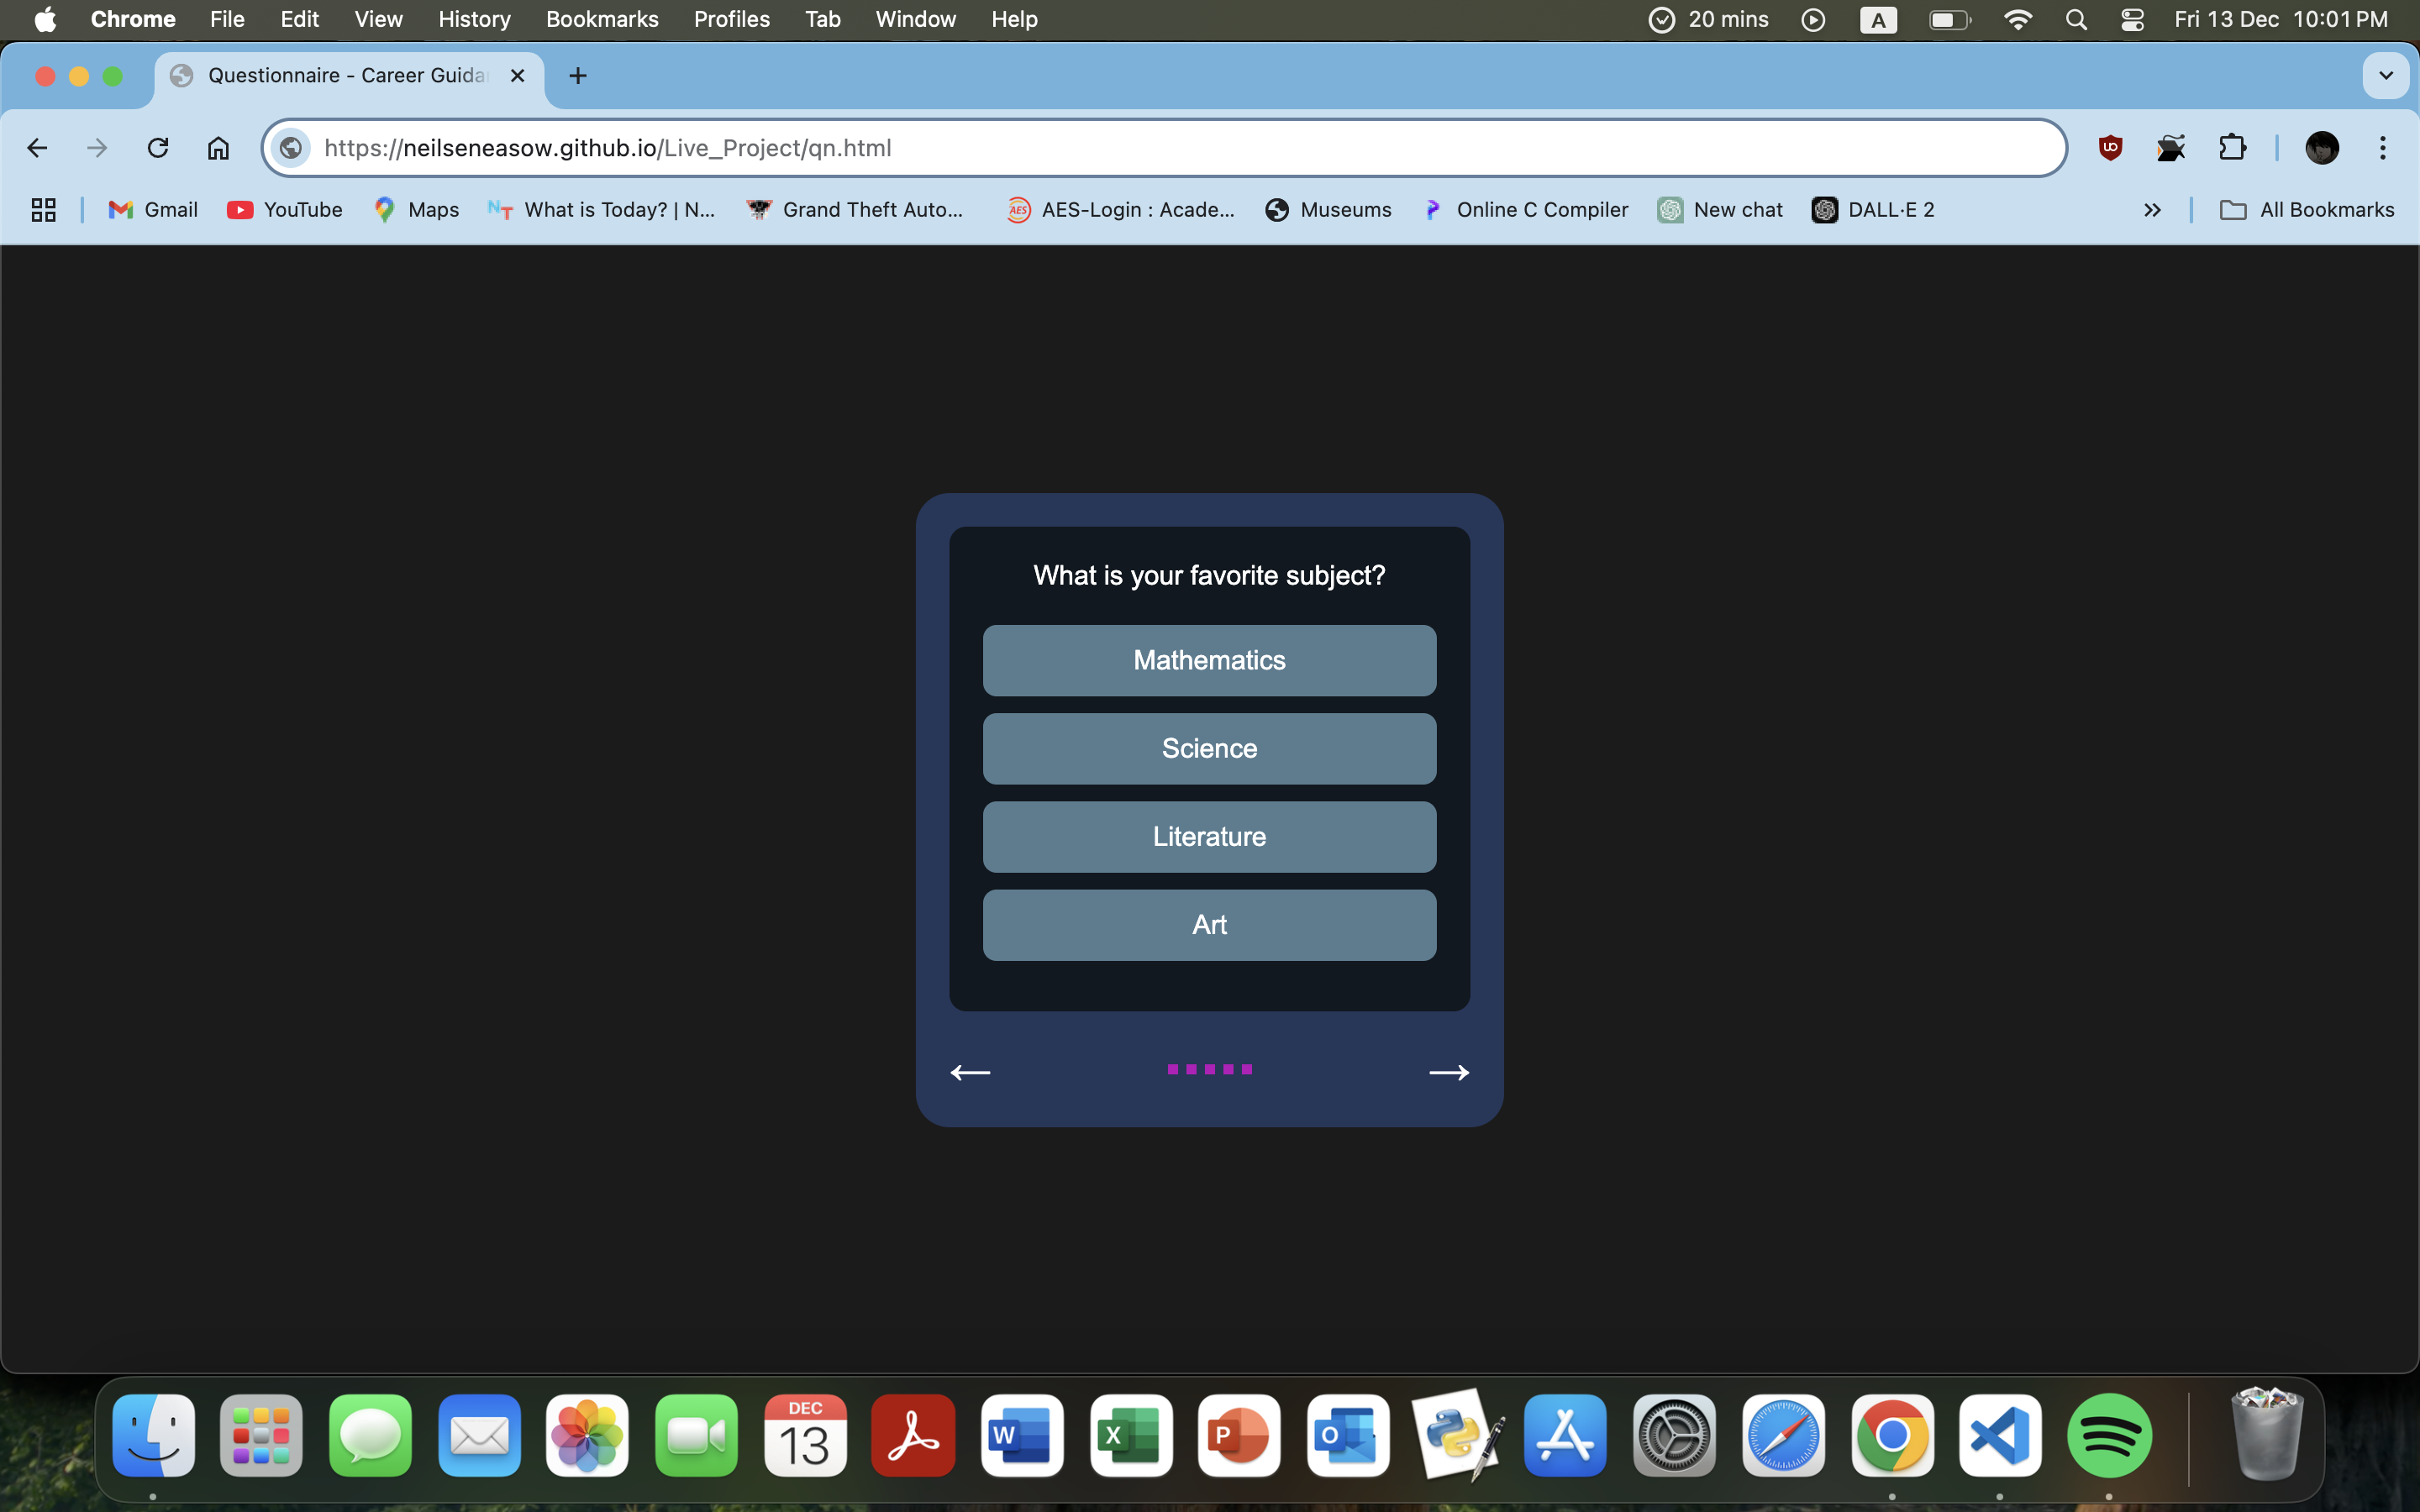 Chrome File Edit View History Bookmarks Profiles Tab Window Help 20 mins A Fri 13 Dec 10:01 PM
Questionnaire - Career Guida
https://neilseneasow.github.io/Live_Project/qn.html
Gmail YouTube Maps What is Today? | N... Grand Theft Auto... AES AES-Login : Acade... Museums Online C Compiler New chat DALL·E 2 All Bookmarks
What is your favorite subject?
Mathematics
Science
Literature
Art
DEC
13
W X P O